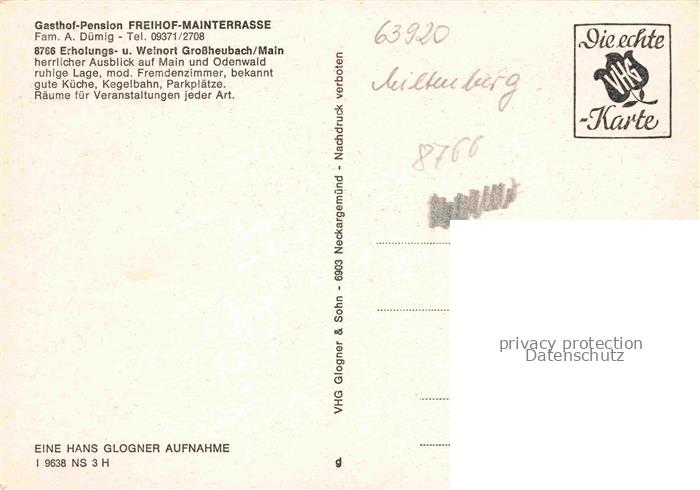 Gasthof-Pension FREIHOF-MAINTERRASSE
Fam. A. Dümig - Tel. 09371/2708
8766 Erholungs- u. Weinort Großheubach/Main
herrlicher Ausblick auf Main und Odenwald
ruhige Lage, mod. Fremdenzimmer, bekannt
gute Küche, Kegelbahn, Parkplätze.
Räume für Veranstaltungen jeder Art.
EINE HANS GLOGNER AUFNAHME
I 9638 NS 3 H
VHG Glogner & Sohn - 6903 Neckargemünd - Nachdruck verboten
g
63920
Miltenberg
8766
Die echte
VHG
-Karte
privacy protection
Datenschutz